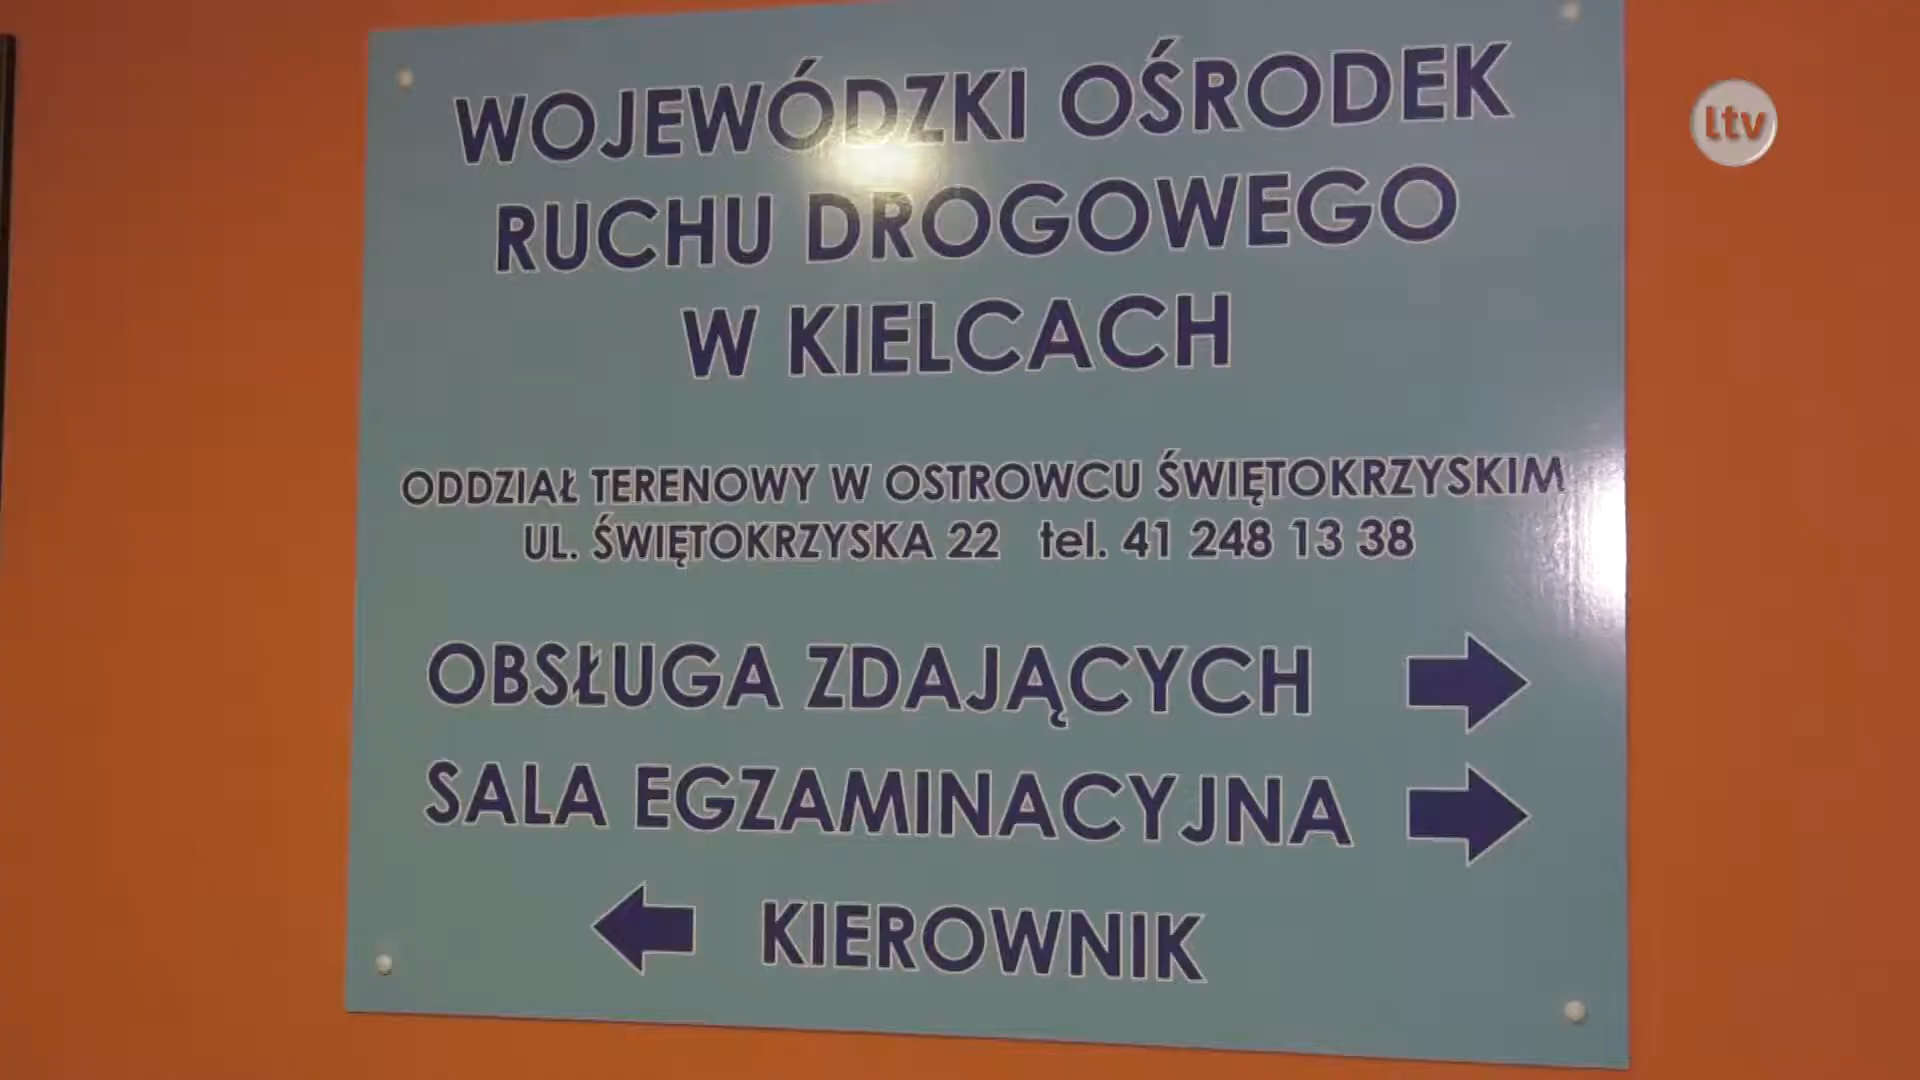 WOJEWÓDZKI OŚRODEK
RUCHU DROGOWEGO
W KIELCACH
ODDZIAŁ TERENOWY W OSTROWCU ŚWIĘTOKRZYSKIM
UL. ŚWIĘTOKRZYSKA 22 tel. 41 248 13 38
OBSŁUGA ZDAJĄCYCH
SALA EGZAMINACYJNA
KIEROWNIK
Ltv